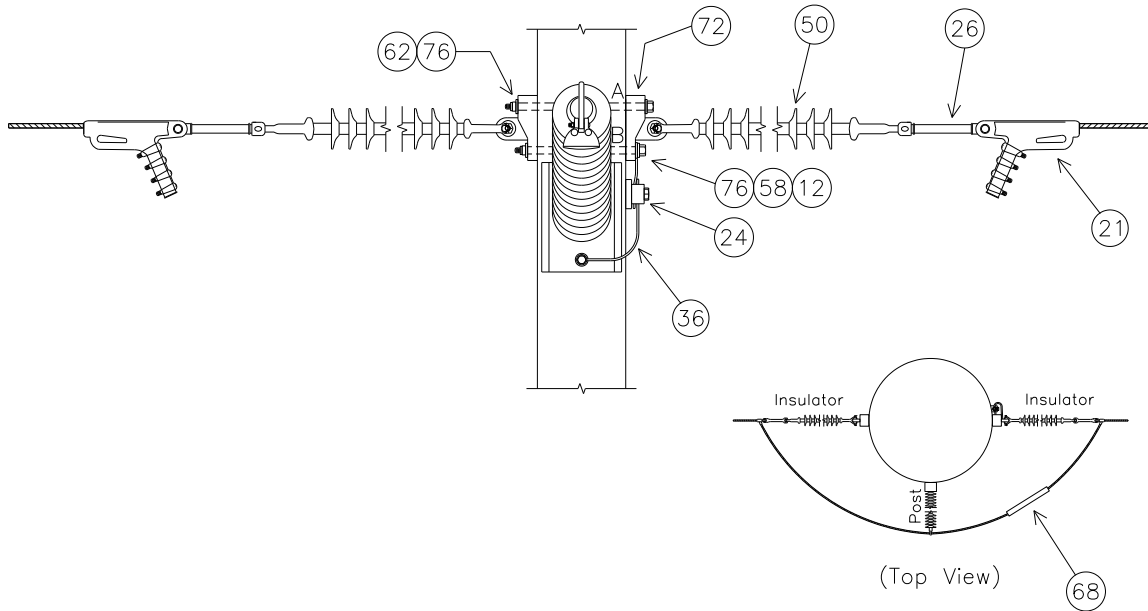 62 76
72
50
26
A
B
76 58 12
24
21
36
Insulator
Insulator
Post
68
(Top View)